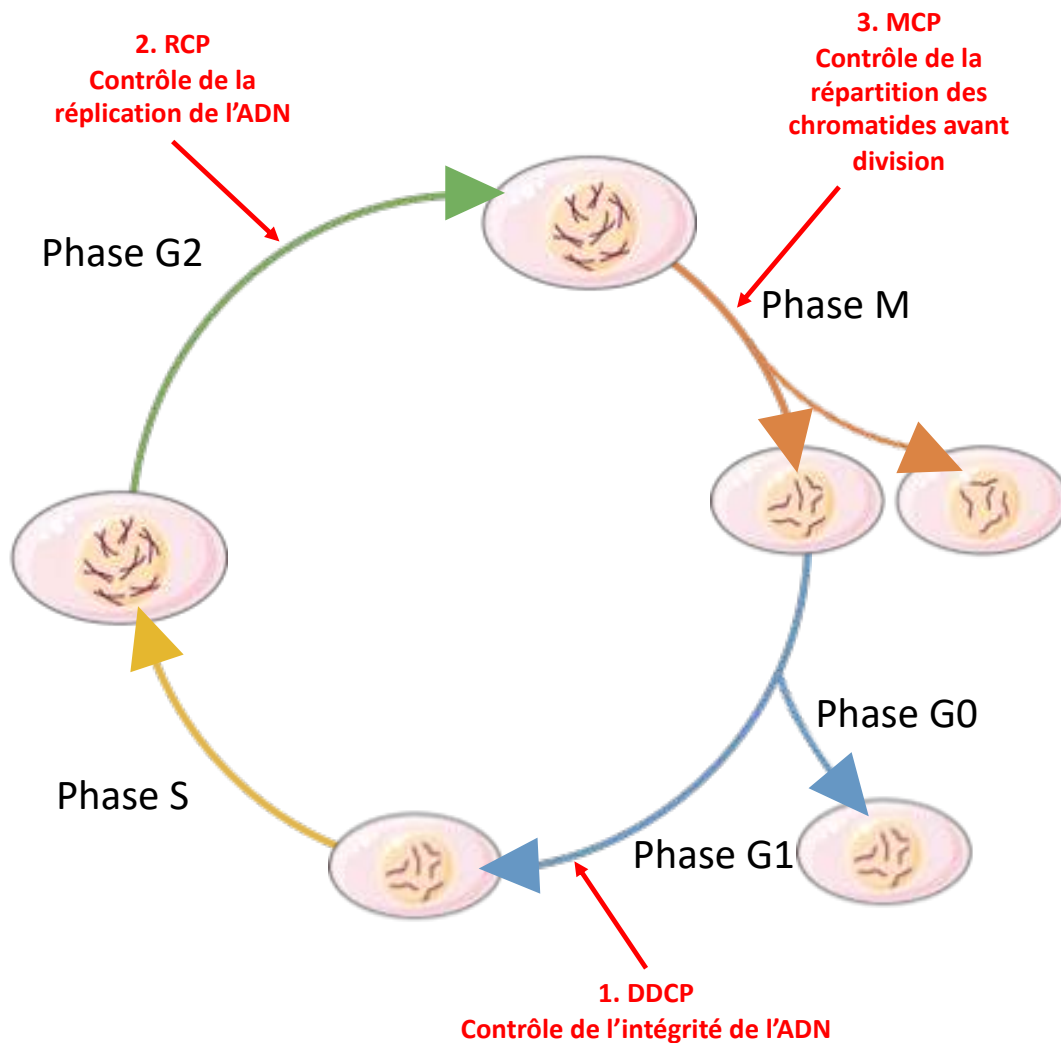 2. RCP
Contrôle de la
réplication de l’ADN
3. MCP
Contrôle de la
répartition des
chromatides avant
division
Phase G2
Phase M
Phase G0
Phase S
Phase G1
1. DDCP
Contrôle de l’intégrité de l’ADN